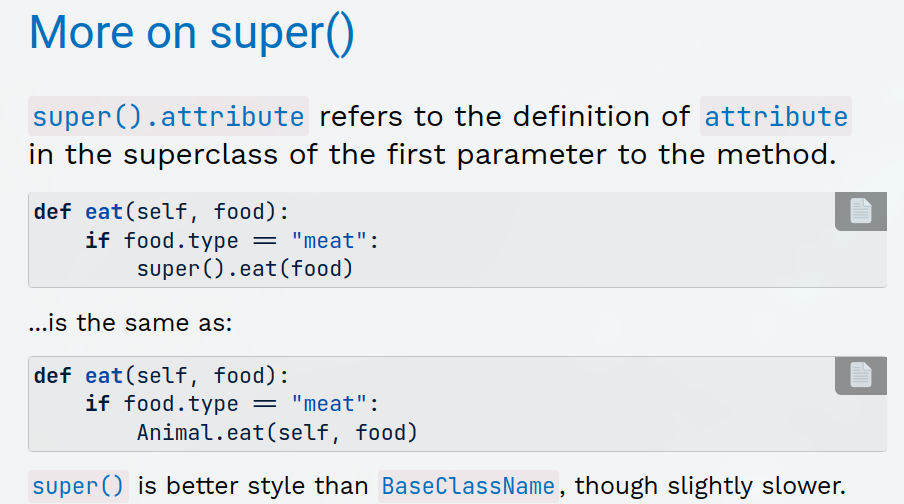 More on super()
super().attribute refers to the definition of attribute
in the superclass of the first parameter to the method.
def eat(self, food):
    if food.type == "meat":
        super().eat(food)
...is the same as:
def eat(self, food):
    if food.type == "meat":
        Animal.eat(self, food)
super() is better style than BaseClassName, though slightly slower.